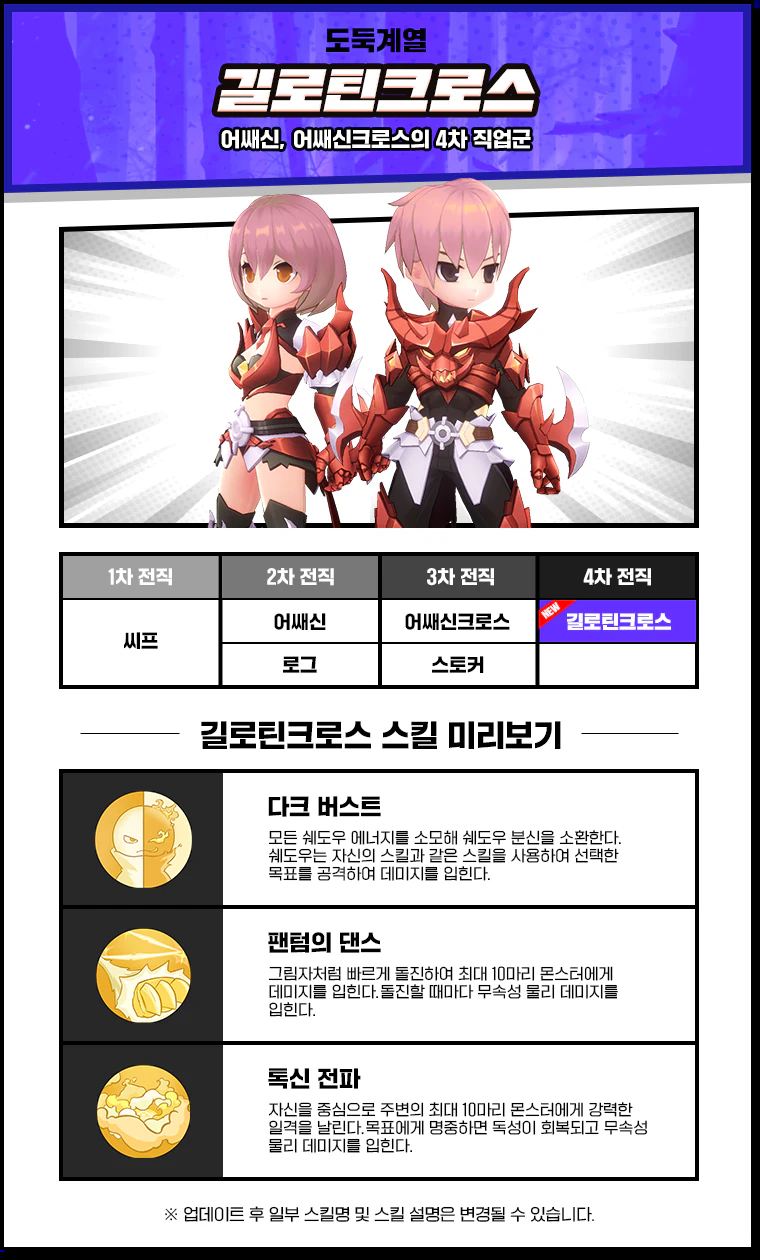 도둑계열
길로틴크로스
어쌔신, 어쌔신크로스의 4차 직업군
1차 전직
2차 전직
3차 전직
4차 전직
씨프
어쌔신
어쌔신크로스
NEW
길로틴크로스
로그
스토커
길로틴크로스 스킬 미리보기
다크 버스트
모든 쉐도우 에너지를 소모해 쉐도우 분신을 소환한다.
쉐도우는 자신의 스킬과 같은 스킬을 사용하여 선택한
목표를 공격하여 데미지를 입힌다.
팬텀의 댄스
그림자처럼 빠르게 돌진하여 최대 10마리 몬스터에게
데미지를 입힌다.돌진할 때마다 무속성 물리 데미지를
입힌다.
톡신 전파
자신을 중심으로 주변의 최대 10마리 몬스터에게 강력한
일격을 날린다.목표에게 명중하면 독성이 회복되고 무속성
물리 데미지를 입힌다.
※ 업데이트 후 일부 스킬명 및 스킬 설명은 변경될 수 있습니다.